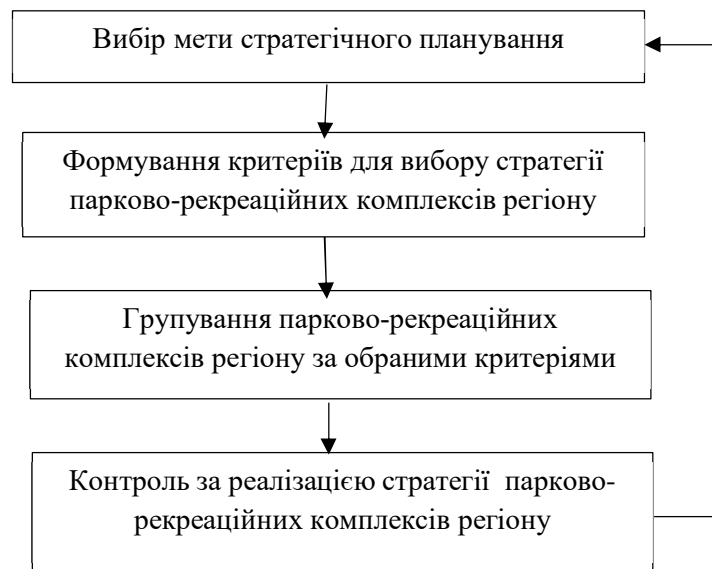 Вибір мети стратегічного планування
Формування критеріїв для вибору стратегії
парково-рекреаційних комплексів регіону
Групування парково-рекреаційних
комплексів регіону за обраними критеріями
Контроль за реалізацією стратегії парково-
рекреаційних комплексів регіону